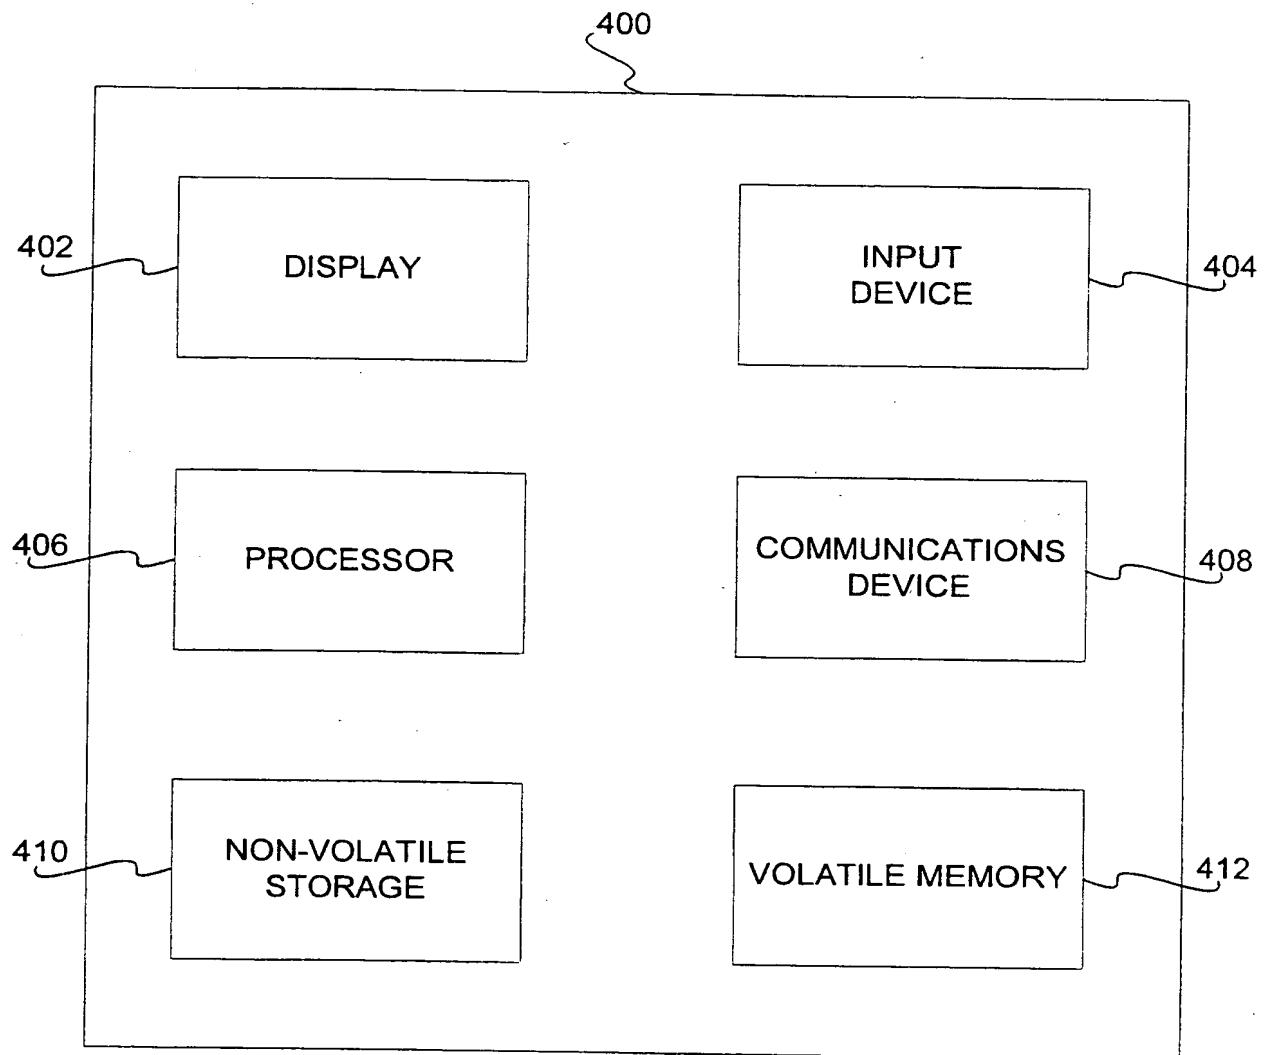 400
402
DISPLAY
INPUT
DEVICE
404
406
PROCESSOR
COMMUNICATIONS
DEVICE
408
410
NON-VOLATILE
STORAGE
VOLATILE MEMORY
412